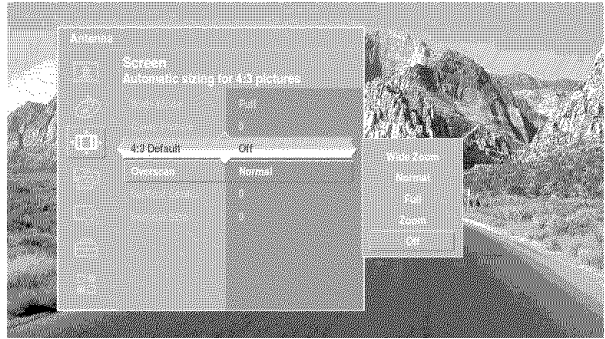 Antenna
Screen
Automatic sizing for 4:3 pictures
Full
0
4:3 Default Off
Overscan Normal
0
0
Wide Zoom
Normal
Full
Zoom
Off